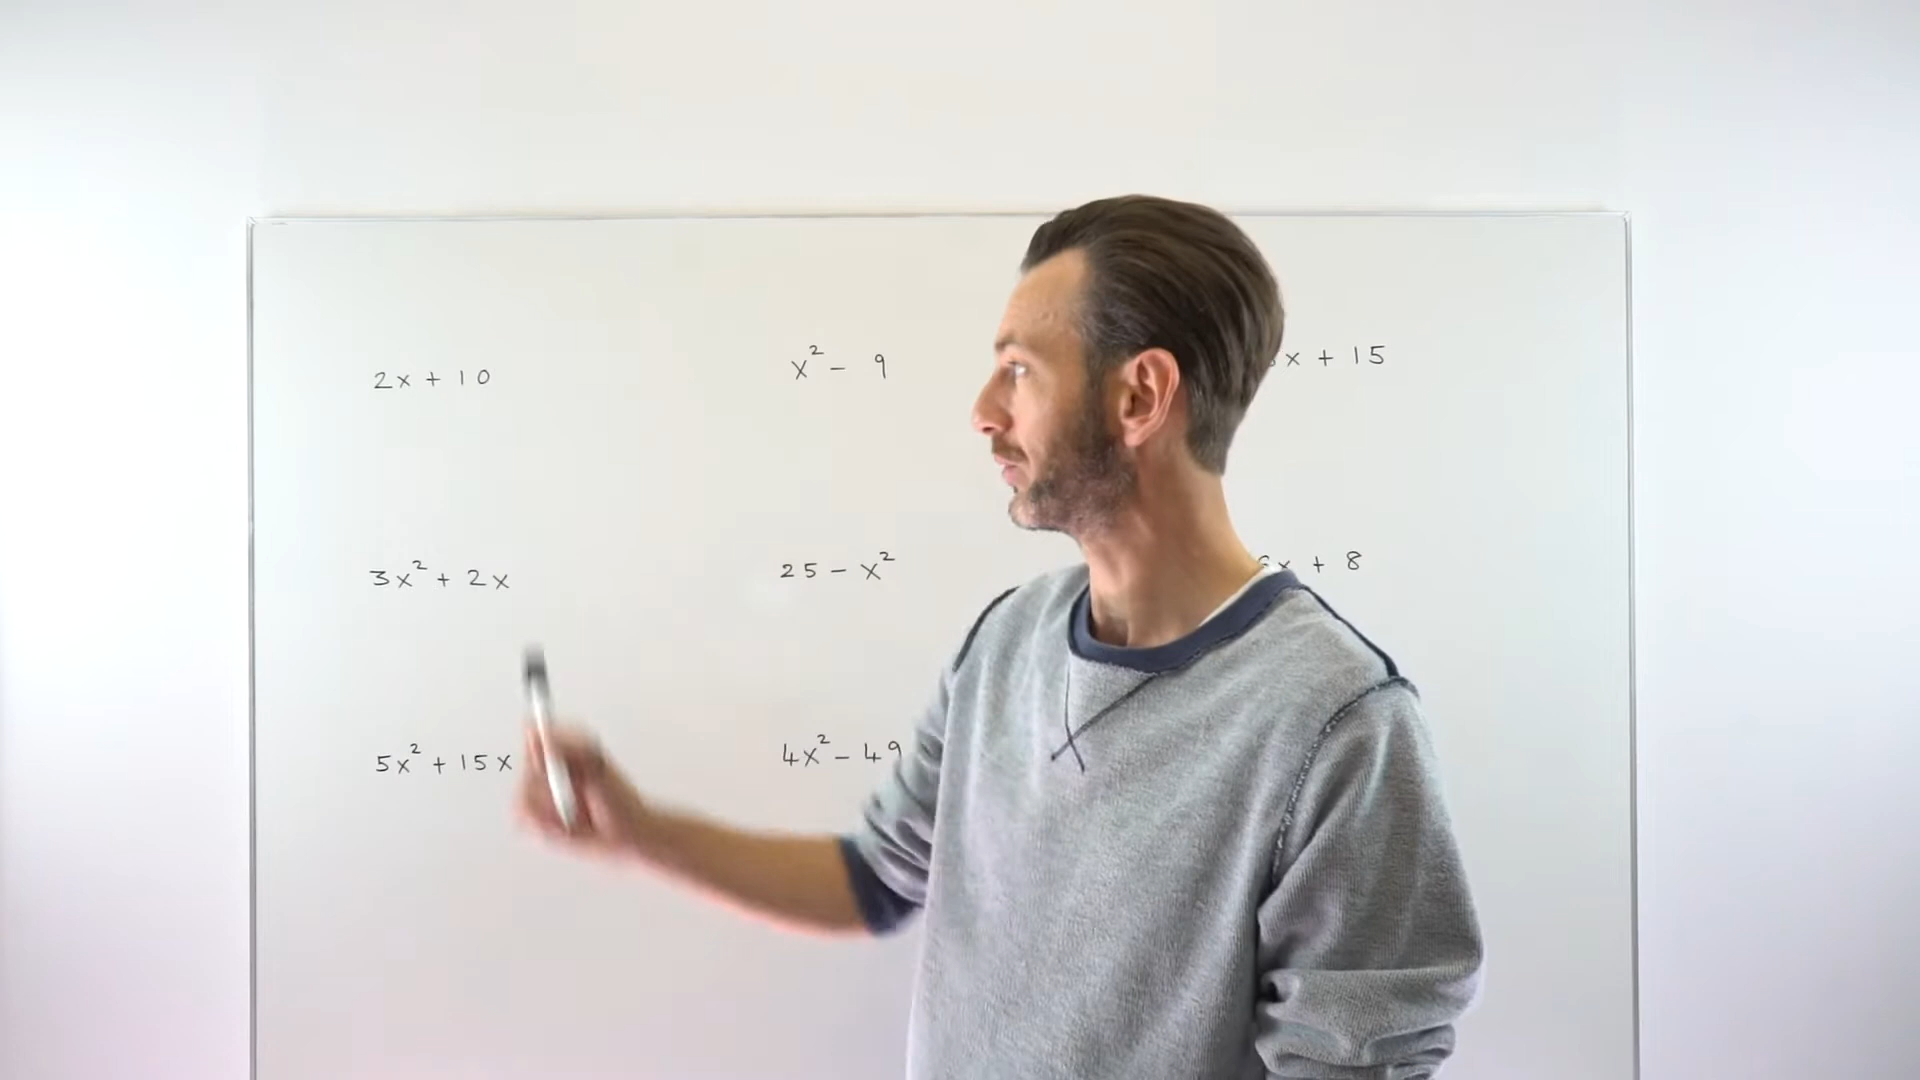 2x + 10
3x² + 2x
5x² + 15x
x² - 9
25 - x²
4x² - 49
x + 15
x + 8